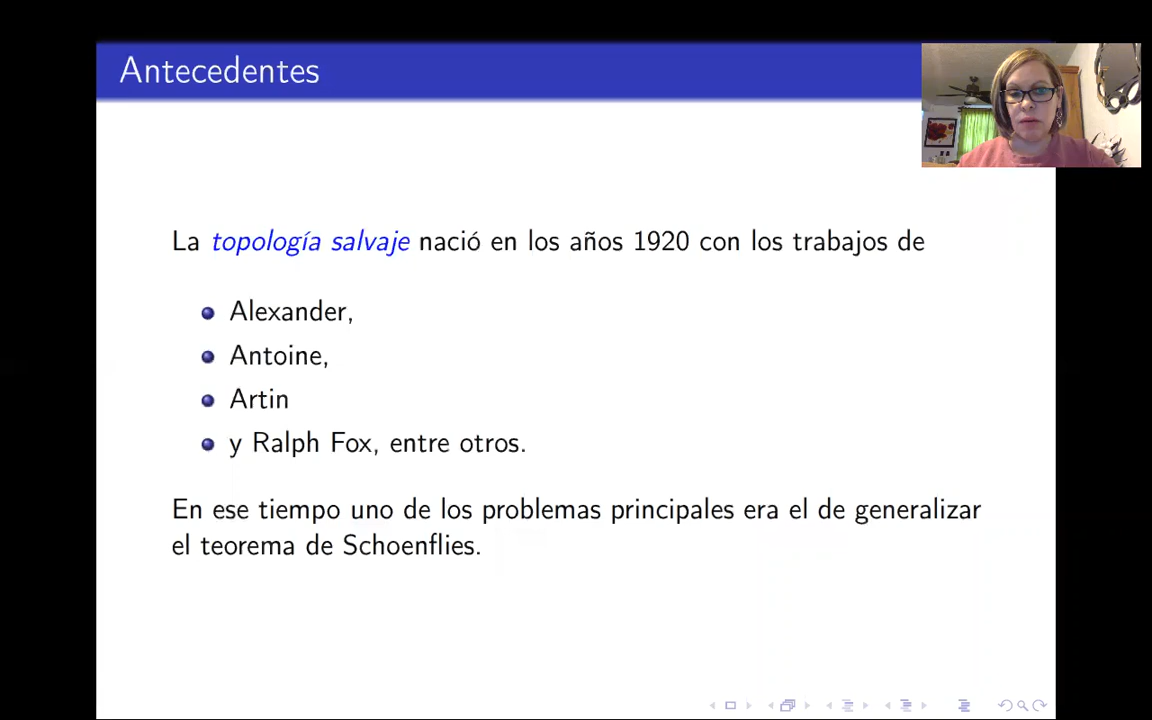 Antecedentes
La topología salvaje nació en los años 1920 con los trabajos de
Alexander,
Antoine,
Artin
y Ralph Fox, entre otros.
En ese tiempo uno de los problemas principales era el de generalizar
el teorema de Schoenflies.